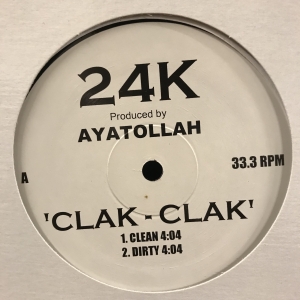 24K
Produced by
AYATOLLAH
A
33.3 RPM
'CLAK - CLAK'
1. CLEAN 4:04
2. DIRTY 4:04